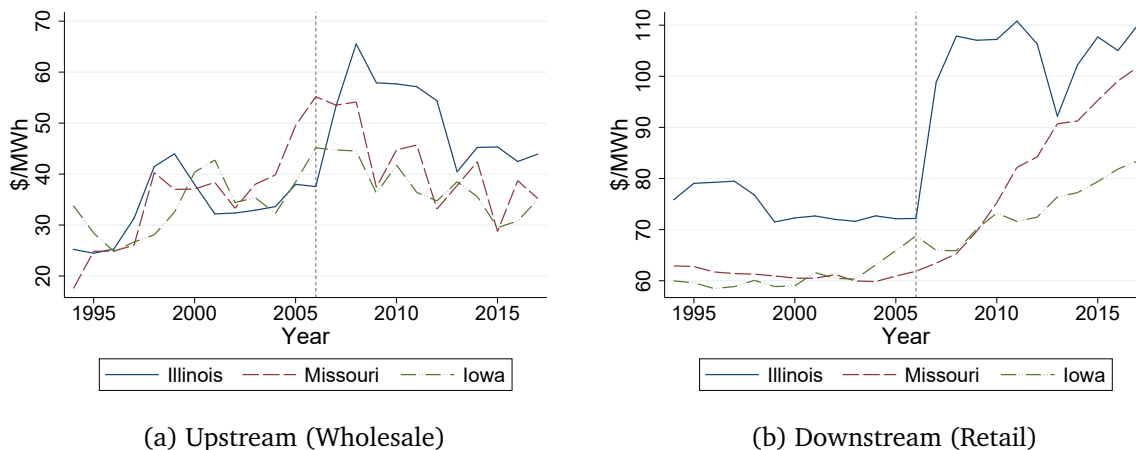 70
60
50
40
30
20
$/MWh
1995
2000
2005
2010
2015
Year
Illinois
Missouri
Iowa
(a) Upstream (Wholesale)
110
100
90
80
70
60
$/MWh
1995
2000
2005
2010
2015
Year
Illinois
Missouri
Iowa
(b) Downstream (Retail)